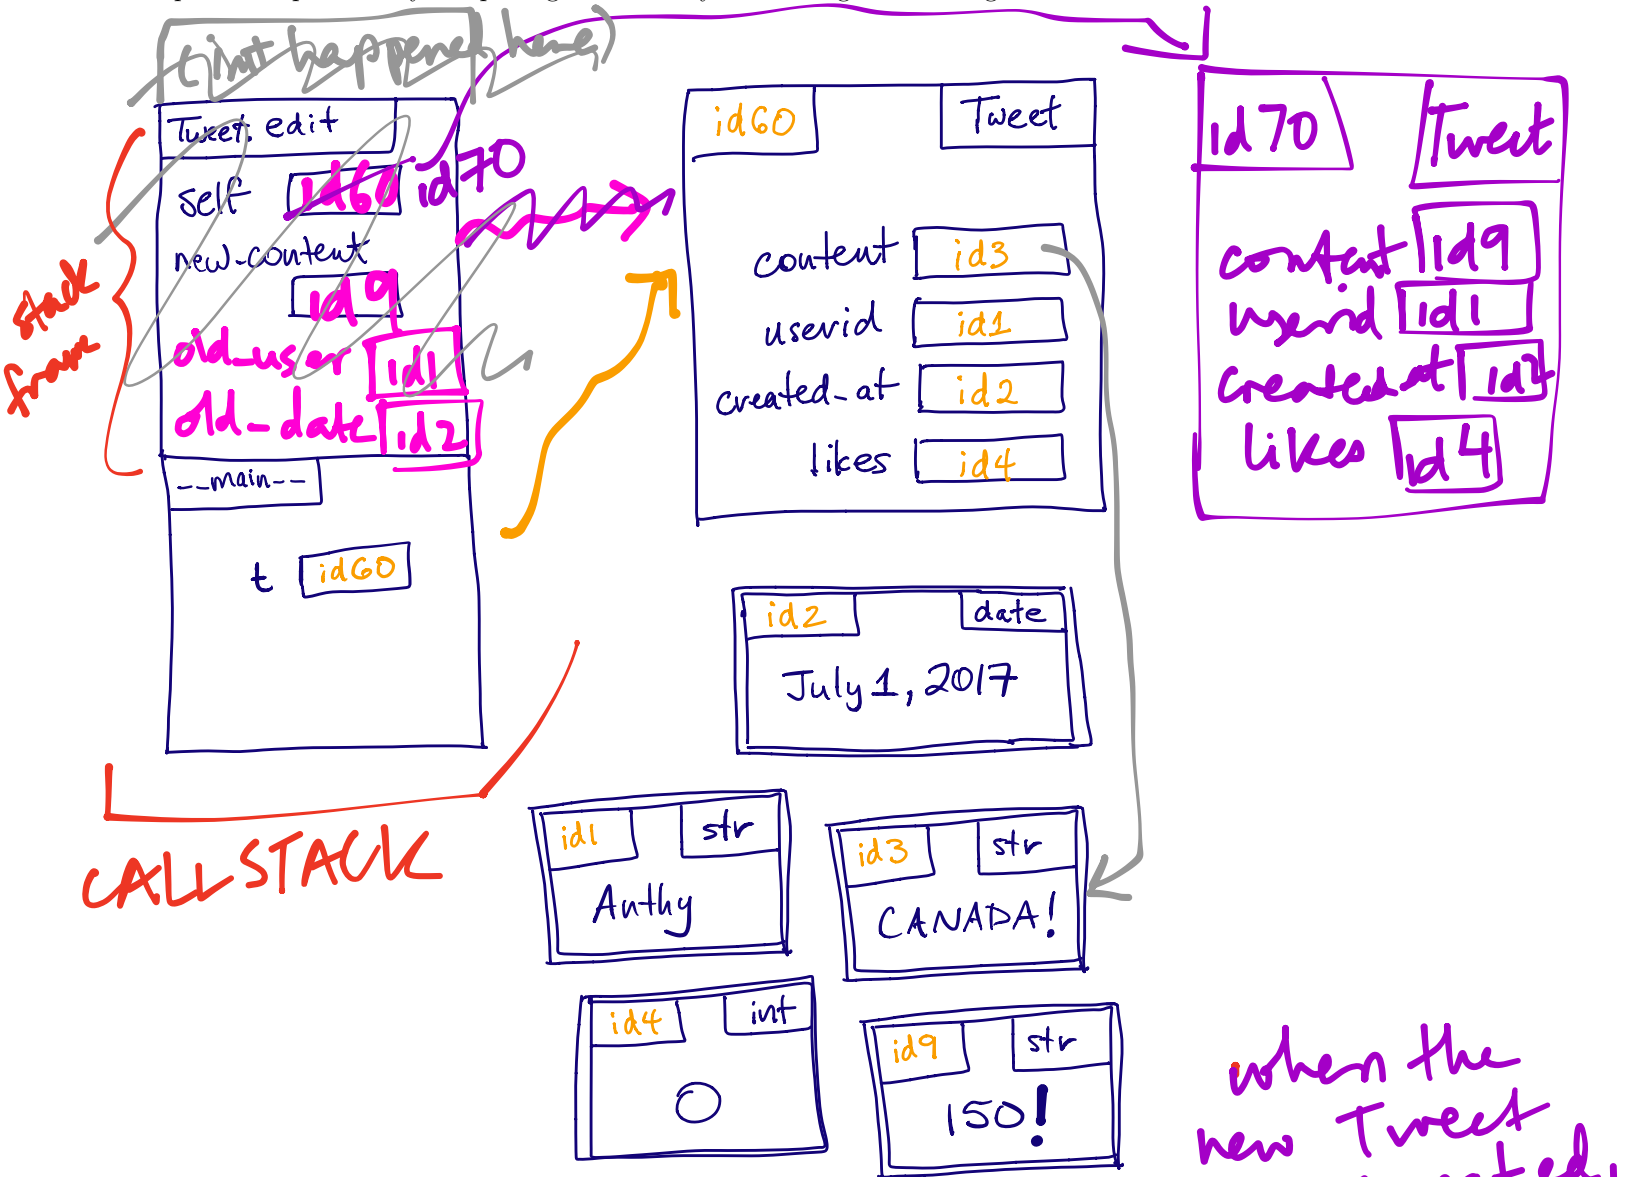 (init happened here)
Tweet.edit
self id60 id70
new_content
id9
old_user id1
old_date id2
stack
frame
__main__
t id60
CALL STACK
id60 Tweet
content id3
userid id1
created_at id2
likes id4
id70 Tweet
content id9
userid id1
created_at id2
likes id4
id2 date
July 1, 2017
id1 str
Anthy
id3 str
CANADA!
id4 int
0
id9 str
150!
when the
new Tweet